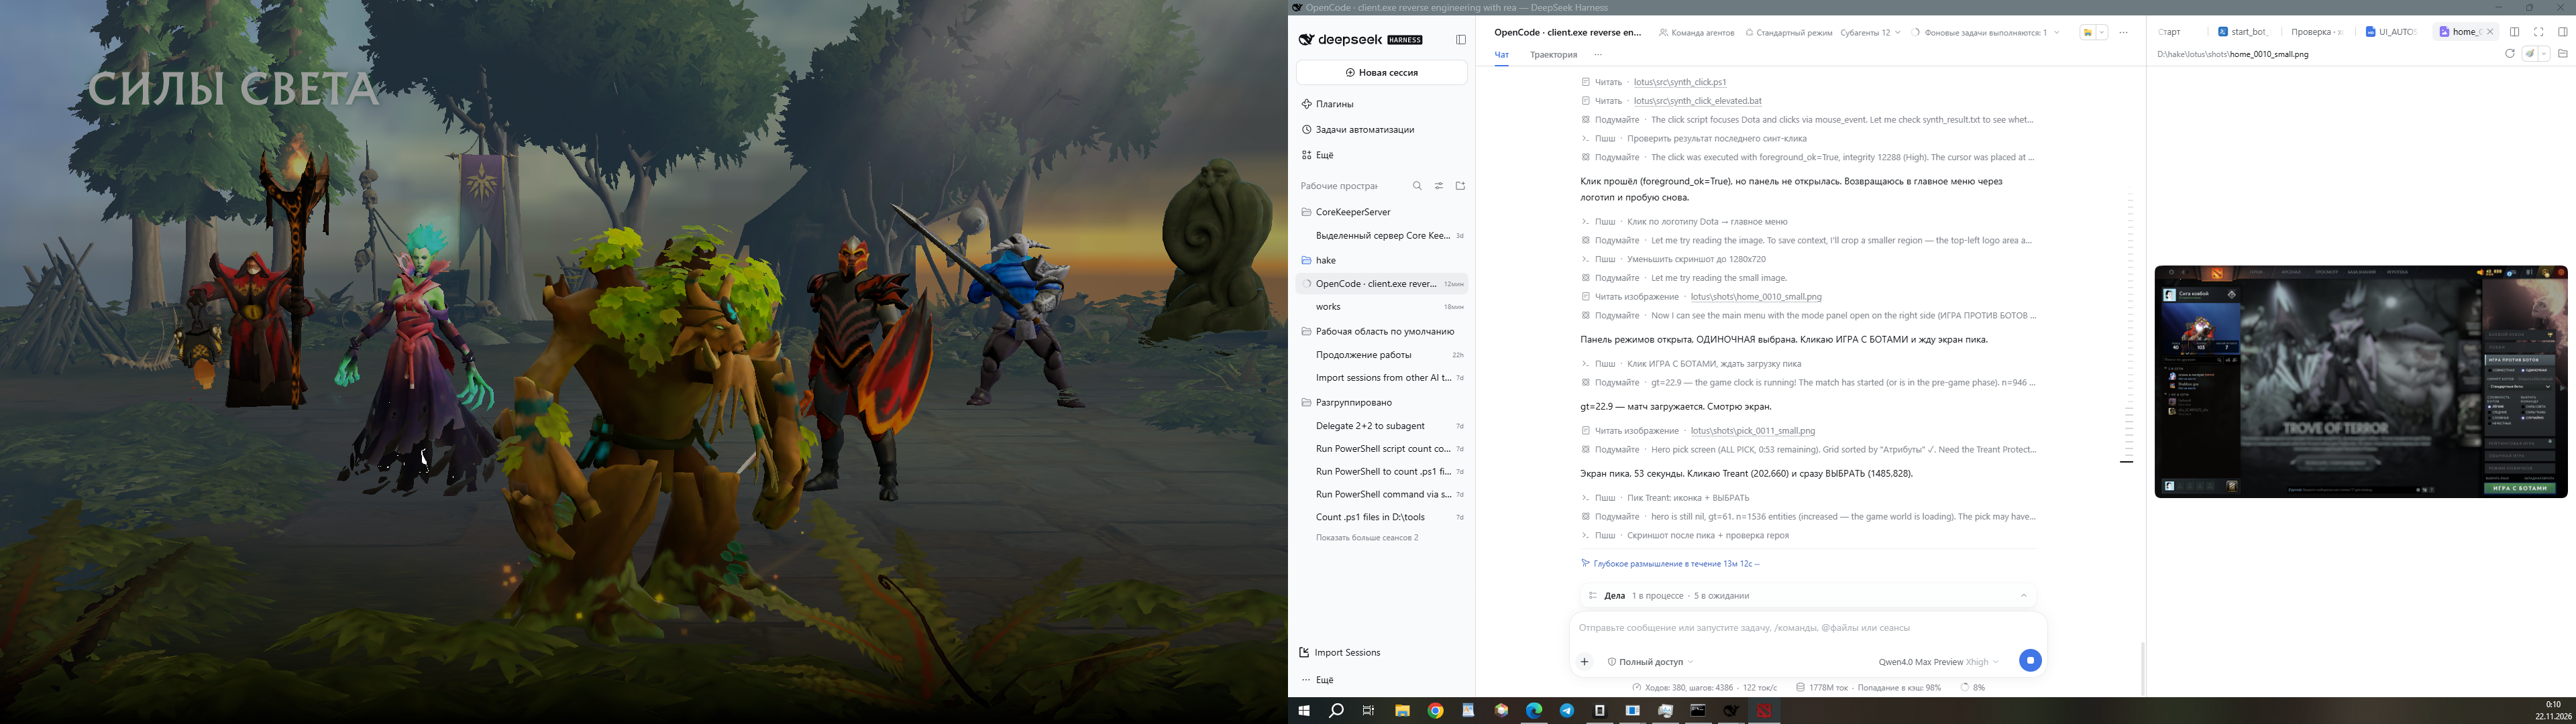 СИЛЫ СВЕТА
OpenCode · client.exe reverse engineering with rea — DeepSeek Harness
deepseek HARNESS
Новая сессия
Плагины
Задачи автоматизации
Ещё
Рабочие простра
CoreKeeperServer
Выделенный сервер Core Kee... 3d
hake
OpenCode · client.exe rever... 12мин
works 18мин
Рабочая область по умолчанию
Продолжение работы 22h
Import sessions from other AI t... 7d
Разгруппировано
Delegate 2+2 to subagent 7d
Run PowerShell script count co... 7d
Run PowerShell to count .ps1 fi... 7d
Run PowerShell command via s... 7d
Count .ps1 files in D:\tools 7d
Показать больше сеансов 2
Import Sessions
Ещё
OpenCode · client.exe reverse en... Команда агентов Стандартный режим Субагенты 12 Фоновые задачи выполняются: 1
Чат Траектория
Читать · lotus\src\synth_click.ps1
Читать · lotus\src\synth_click_elevated.bat
Подумайте · The click script focuses Dota and clicks via mouse_event. Let me check synth_result.txt to see whet...
Пшш · Проверить результат последнего синт-клика
Подумайте · The click was executed with foreground_ok=True, integrity 12288 (High). The cursor was placed at ...
Клик прошёл (foreground_ok=True), но панель не открылась. Возвращаюсь в главное меню через
логотип и пробую снова.
Пшш · Клик по логотипу Dota → главное меню
Подумайте · Let me try reading the image. To save context, I'll crop a smaller region — the top-left logo area a...
Пшш · Уменьшить скриншот до 1280x720
Подумайте · Let me try reading the small image.
Читать изображение · lotus\shots\home_0010_small.png
Подумайте · Now I can see the main menu with the mode panel open on the right side (ИГРА ПРОТИВ БОТОВ ...
Панель режимов открыта, ОДИНОЧНАЯ выбрана. Кликаю ИГРА С БОТАМИ и жду экран пика.
Пшш · Клик ИГРА С БОТАМИ, ждать загрузку пика
Подумайте · gt=22.9 — the game clock is running! The match has started (or is in the pre-game phase). n=946 ...
gt=22.9 — матч загружается. Смотрю экран.
Читать изображение · lotus\shots\pick_0011_small.png
Подумайте · Hero pick screen (ALL PICK, 0:53 remaining). Grid sorted by "Атрибуты" ✓. Need the Treant Protect...
Экран пика, 53 секунды. Кликаю Treant (202,660) и сразу ВЫБРАТЬ (1485,828).
Пшш · Пик Treant: иконка + ВЫБРАТЬ
Подумайте · hero is still nil, gt=61. n=1536 entities (increased — the game world is loading). The pick may have...
Пшш · Скриншот после пика + проверка героя
Глубокое размышление в течение 13м 12с —
Дела 1 в процессе · 5 в ожидании
Отправьте сообщение или запустите задачу, /команды, @файлы или сеансы
Полный доступ Qwen4.0 Max Preview Xhigh
Ходов: 380, шагов: 4386 · 122 ток/с 1778M ток · Попадание в кэш: 98% 8%
Старт start_bot_ Проверка · UI_AUTOS home_0
D:\hake\lotus\shots\home_0010_small.png
TROVE OF TERROR
ИГРА ПРОТИВ БОТОВ
ИГРА С БОТАМИ
0:10
22.11.2026